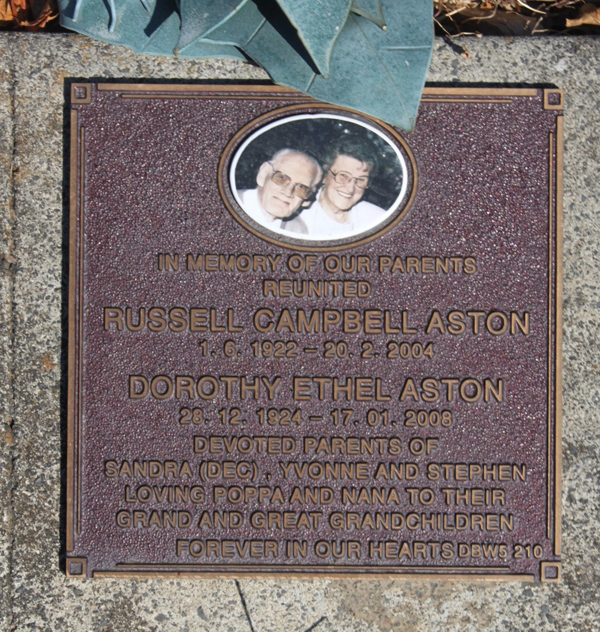 IN MEMORY OF OUR PARENTS
REUNITED
RUSSELL CAMPBELL ASTON
1. 6. 1922 – 20. 2. 2004
DOROTHY ETHEL ASTON
28. 12. 1924 – 17. 01. 2008
DEVOTED PARENTS OF
SANDRA (DEC) , YVONNE AND STEPHEN
LOVING POPPA AND NANA TO THEIR
GRAND AND GREAT GRANDCHILDREN
FOREVER IN OUR HEARTS DBW5 210